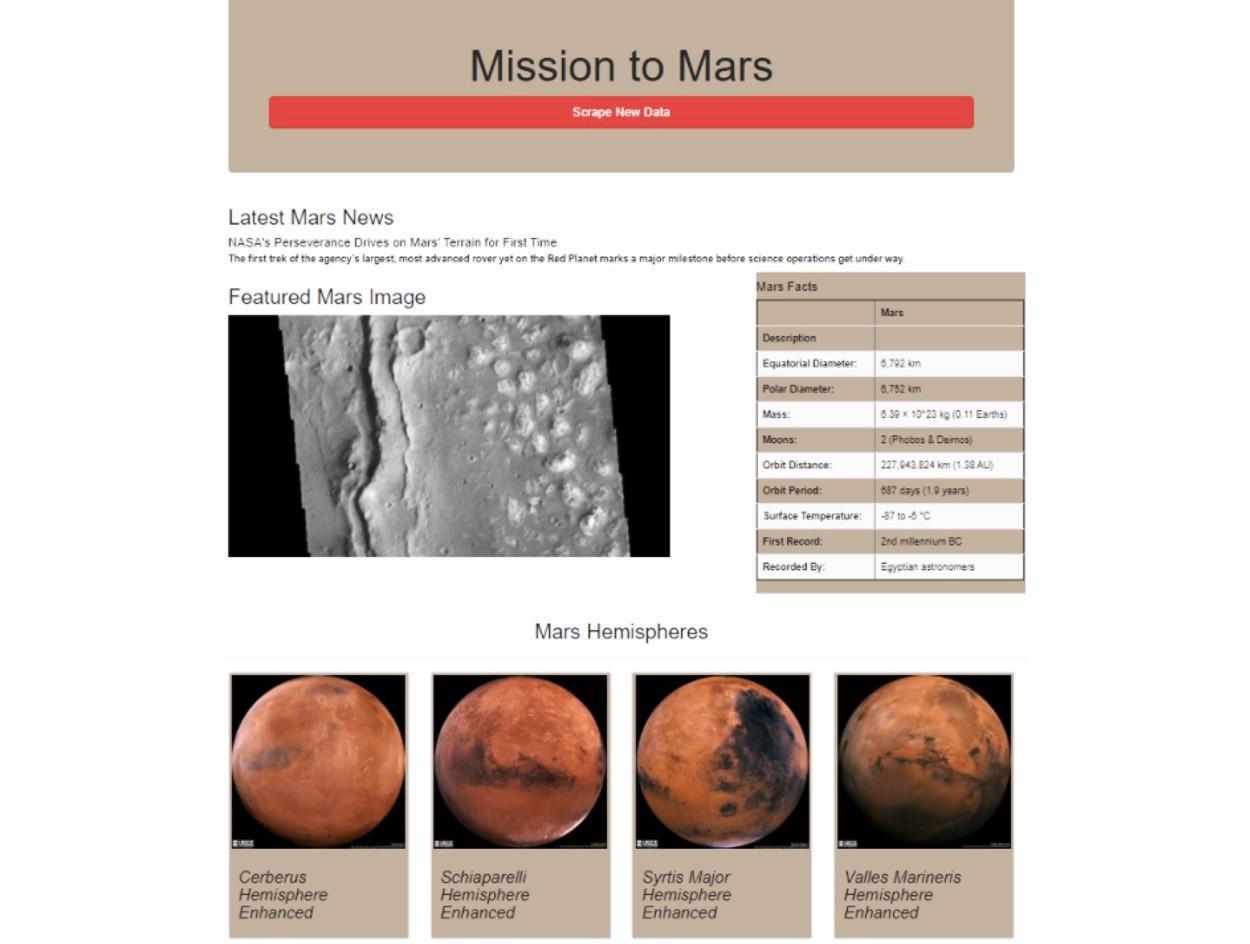 Mission to Mars
Scrape New Data
Latest Mars News
NASA's Perseverance Drives on Mars' Terrain for First Time
The first trek of the agency's largest, most advanced rover yet on the Red Planet marks a major milestone before science operations get under way.
Featured Mars Image
Mars Facts
Mars
Description
Equatorial Diameter: 6,792 km
Polar Diameter: 6,752 km
Mass: 6.39 × 10^23 kg (0.11 Earths)
Moons: 2 (Phobos & Deimos)
Orbit Distance: 227,943,824 km (1.38 AU)
Orbit Period: 687 days (1.9 years)
Surface Temperature: -87 to -5 °C
First Record: 2nd millennium BC
Recorded By: Egyptian astronomers
Mars Hemispheres
USGS
USGS
USGS
USGS
Cerberus
Hemisphere
Enhanced
Schiaparelli
Hemisphere
Enhanced
Syrtis Major
Hemisphere
Enhanced
Valles Marineris
Hemisphere
Enhanced